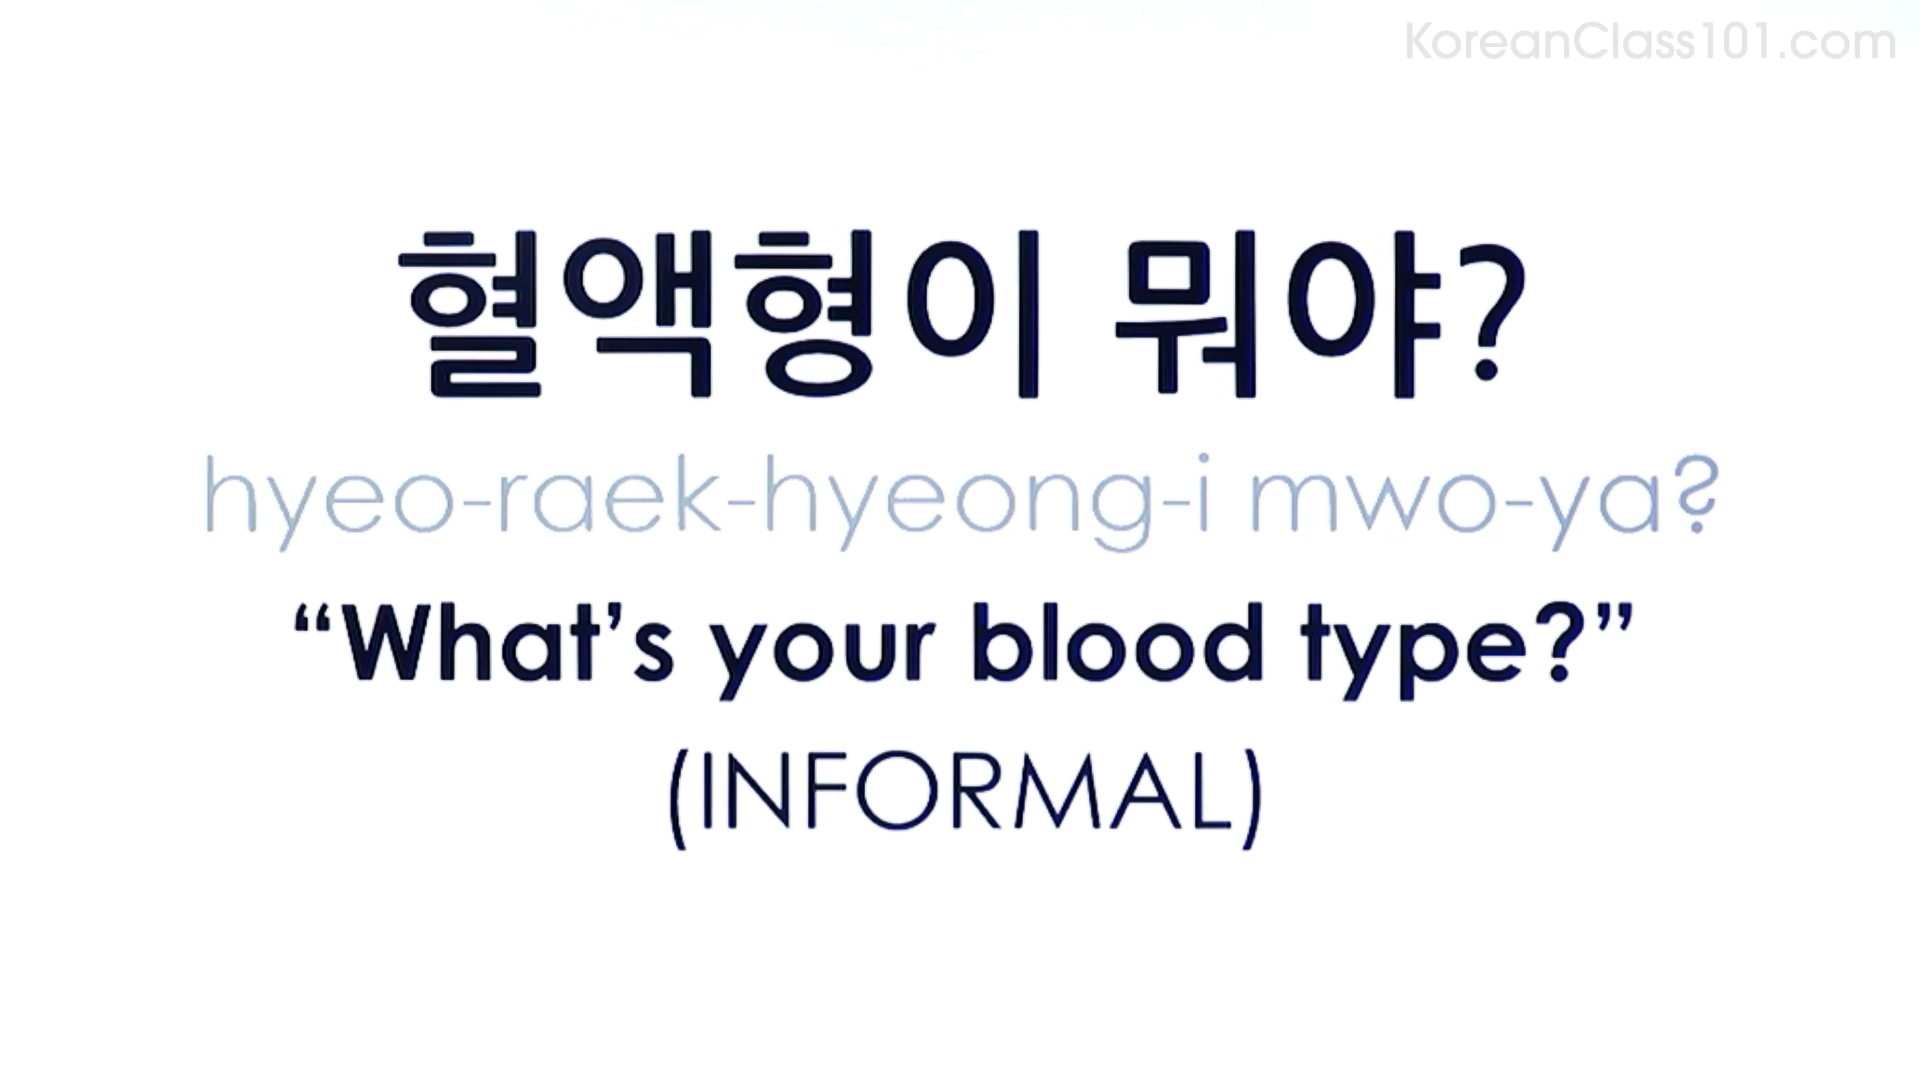 KoreanClass101.com
혈액형이 뭐야?
hyeo-raek-hyeong-i mwo-ya?
“What’s your blood type?”
(INFORMAL)